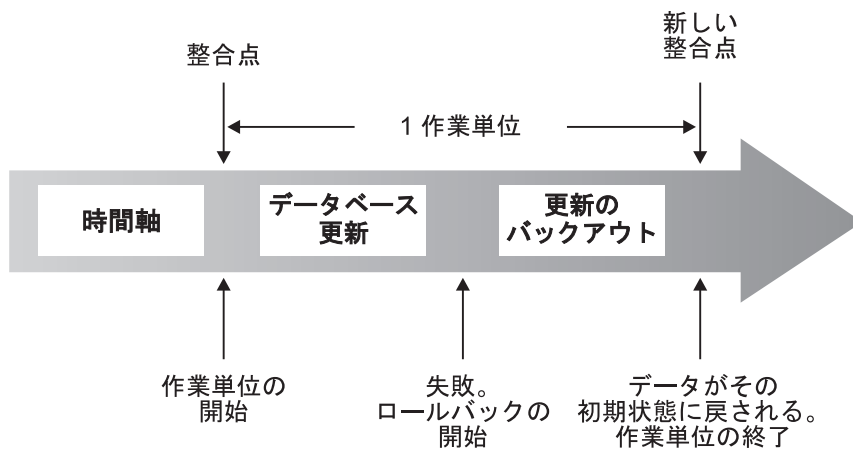 整合点
新しい
整合点
1 作業単位
時間軸
データベース
更新
更新の
バックアウト
作業単位の
開始
失敗。
ロールバックの
開始
データがその
初期状態に戻される。
作業単位の終了